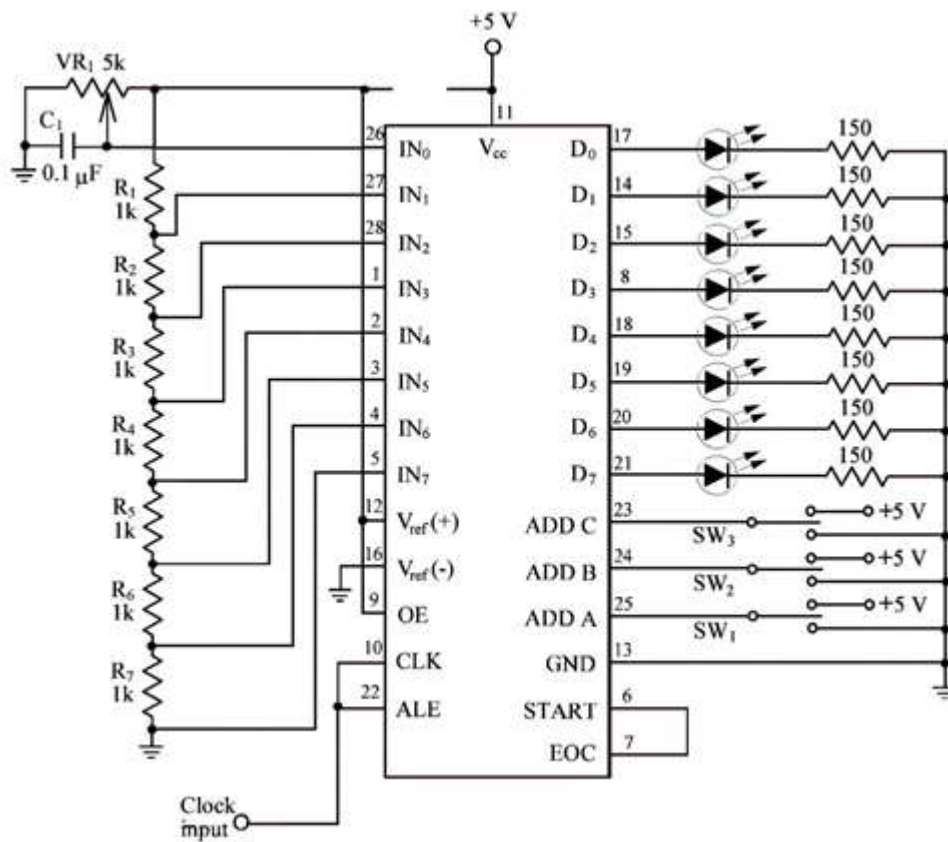 +5 V
VR₁ 5k
C₁
0.1 µF
11
Vcc
26 IN₀
27 IN₁
28 IN₂
1 IN₃
2 IN₄
3 IN₅
4 IN₆
5 IN₇
12 Vref(+)
16 Vref(-)
9 OE
10 CLK
22 ALE
R₁
1k
R₂
1k
R₃
1k
R₄
1k
R₅
1k
R₆
1k
R₇
1k
D₀ 17 150
D₁ 14 150
D₂ 15 150
D₃ 8 150
D₄ 18 150
D₅ 19 150
D₆ 20 150
D₇ 21 150
ADD C 23 SW₃ +5 V
ADD B 24 SW₂ +5 V
ADD A 25 SW₁ +5 V
GND 13
START 6
EOC 7
Clock
input